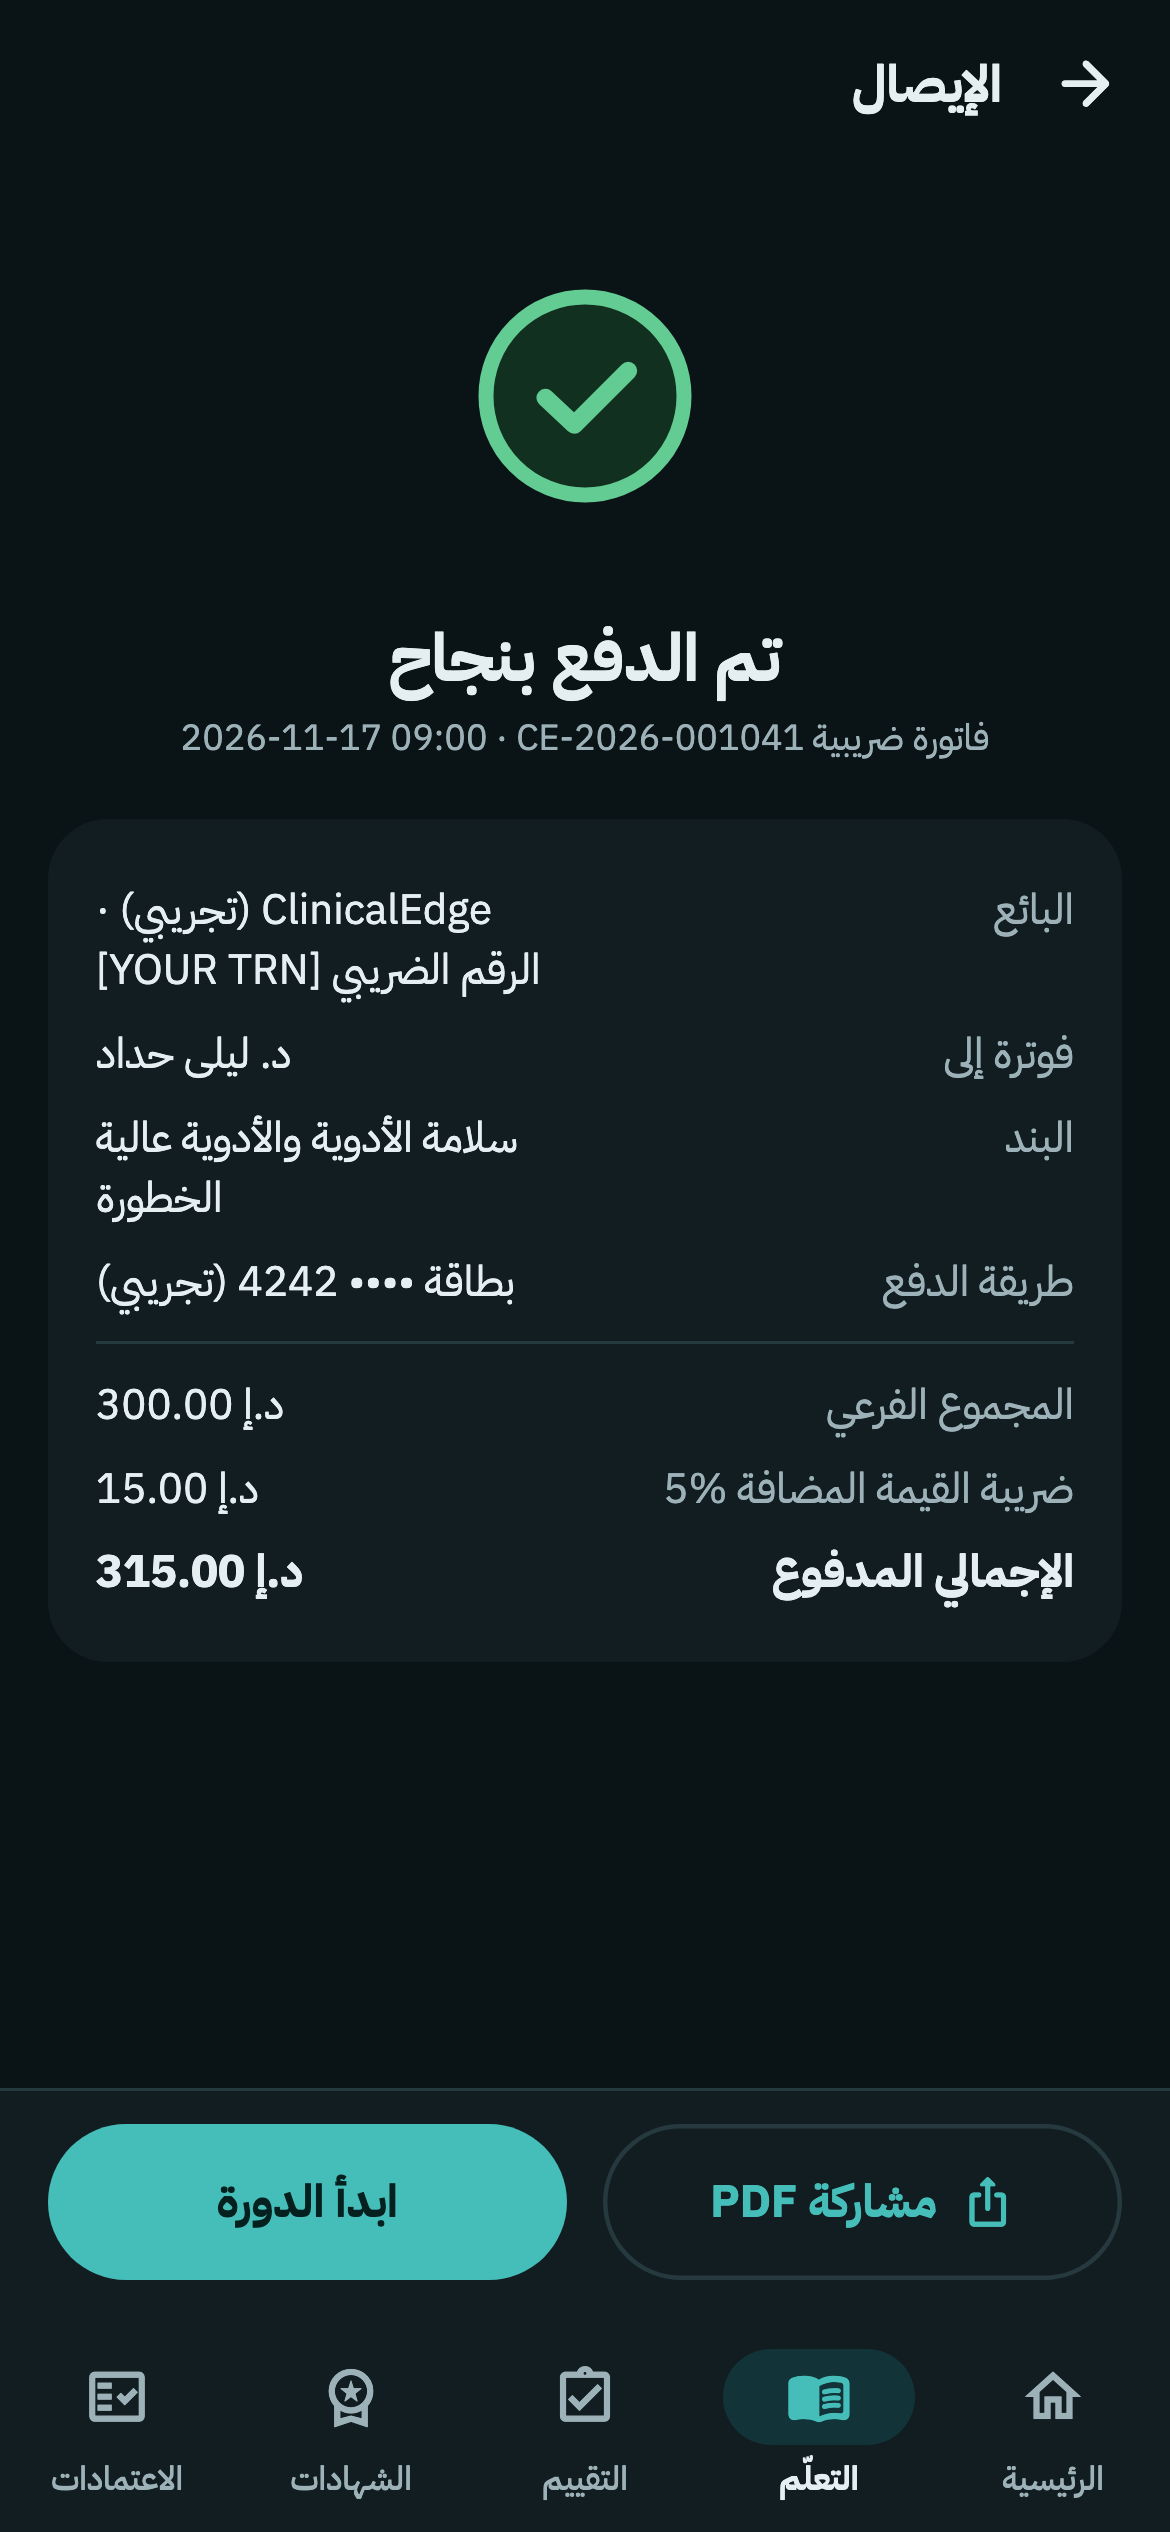 الإيصال
تم الدفع بنجاح
فاتورة ضريبية CE-2026-001041 · 2026-11-17 09:00
البائع
ClinicalEdge (تجريبي) ·
الرقم الضريبي [YOUR TRN]
فوترة إلى
د. ليلى حداد
البند
سلامة الأدوية والأدوية عالية
الخطورة
طريقة الدفع
بطاقة •••• 4242 (تجريبي)
المجموع الفرعي
د.إ 300.00
ضريبة القيمة المضافة 5%
د.إ 15.00
الإجمالي المدفوع
د.إ 315.00
مشاركة PDF
ابدأ الدورة
الرئيسية
التعلّم
التقييم
الشهادات
الاعتمادات